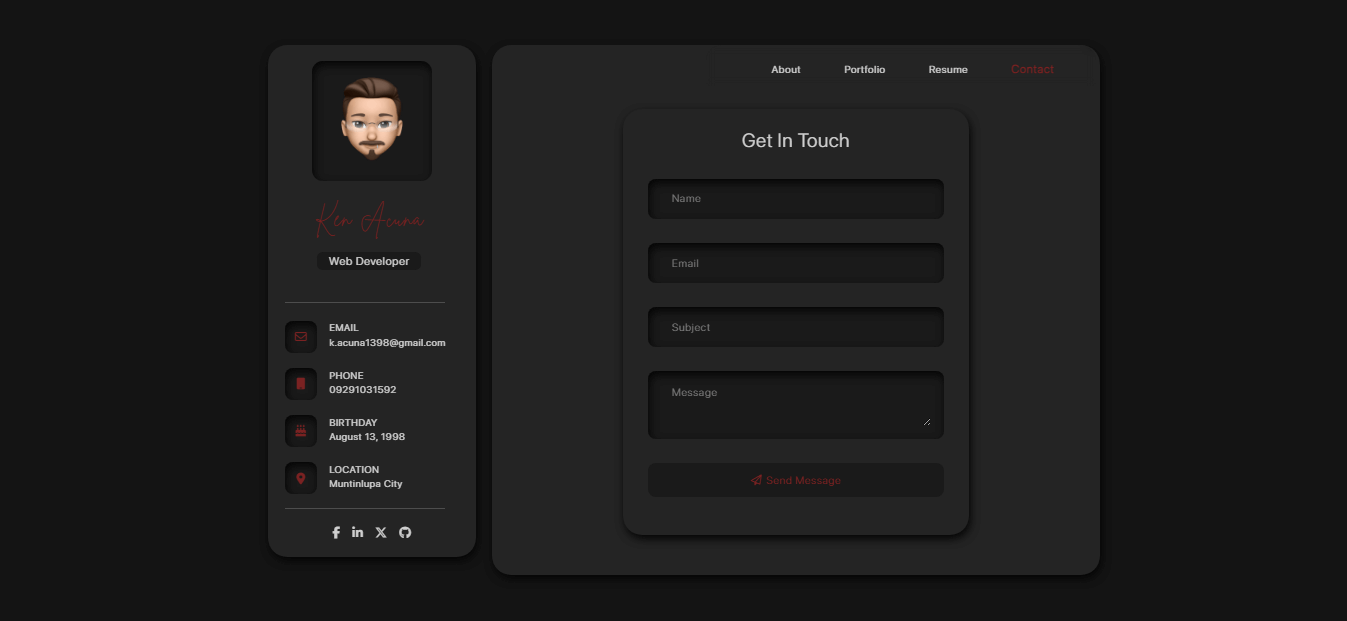 Ken Acuna
Web Developer
EMAIL
k.acuna1398@gmail.com
PHONE
09291031592
BIRTHDAY
August 13, 1998
LOCATION
Muntinlupa City
About Portfolio Resume Contact
Get In Touch
Name
Email
Subject
Message
Send Message